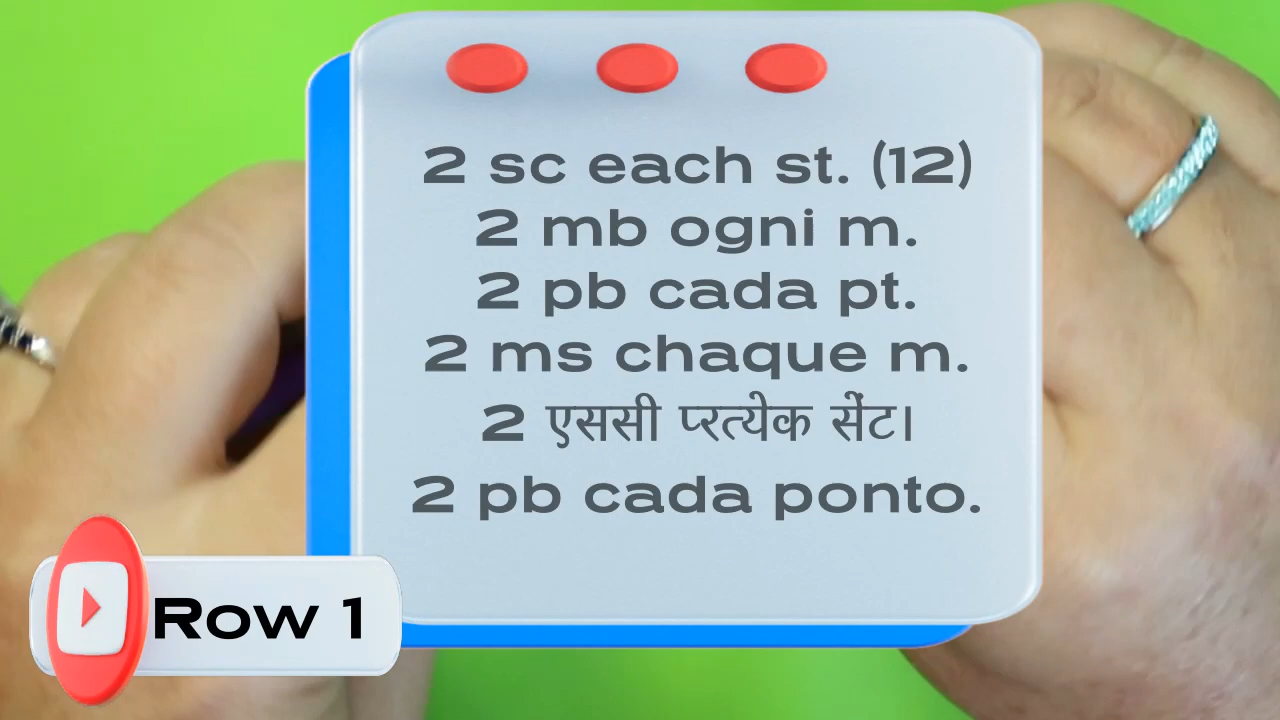 2 sc each st. (12)
2 mb ogni m.
2 pb cada pt.
2 ms chaque m.
2 एससी प्रत्येक सेंट।
2 pb cada ponto.
Row 1